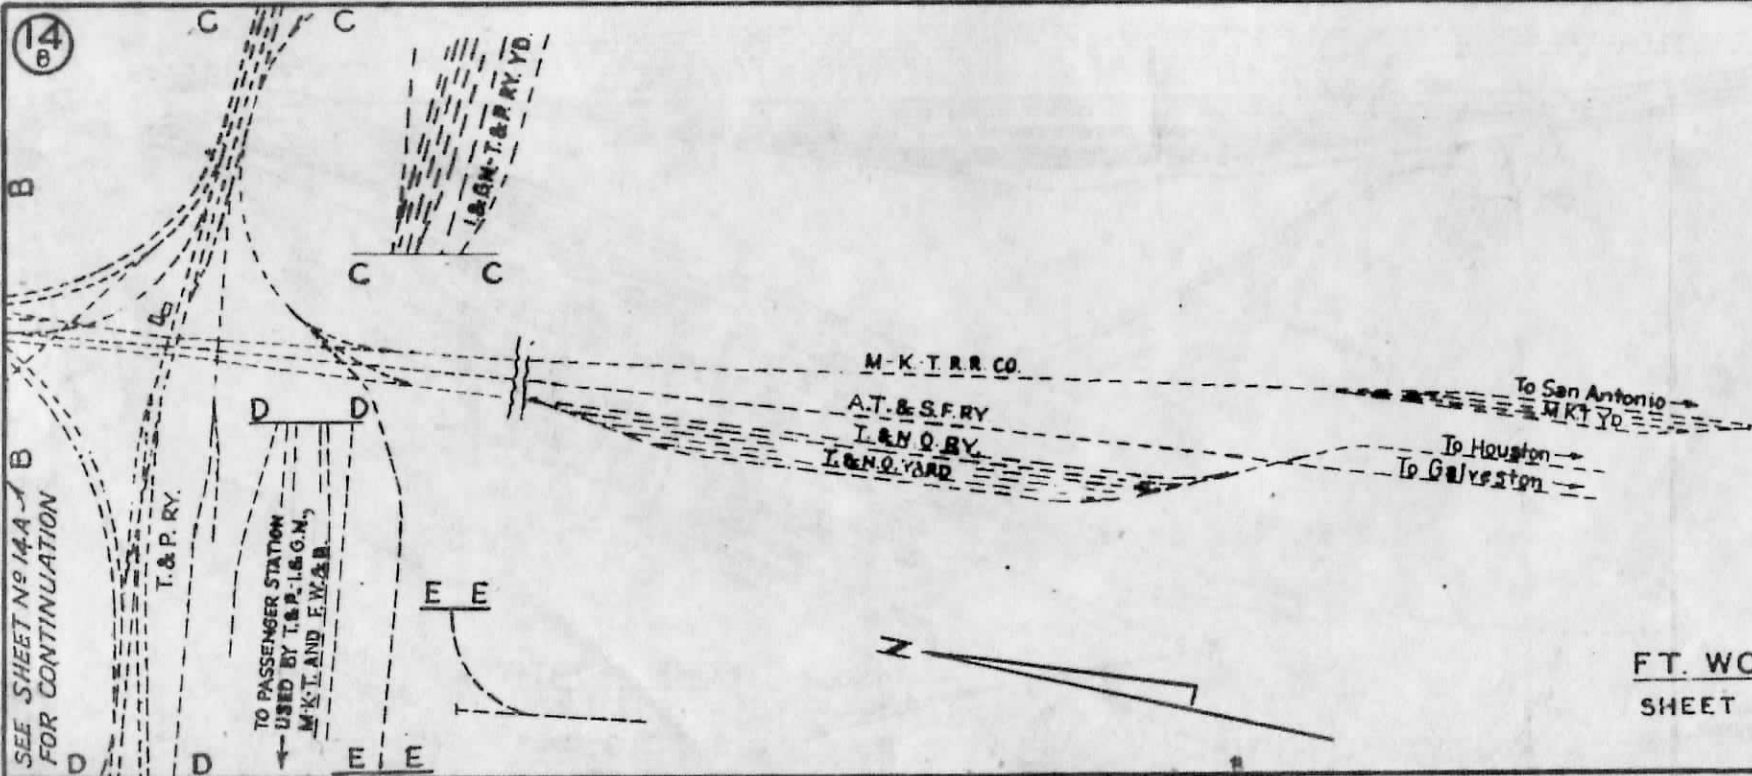 14
B
C C
I.&G.N.-T.&P. RY. YD.
C C
B
M-K-T. R.R. CO.
To San Antonio
M.K.T. YD
A.T.& S.F. RY
T.& N.O. RY.
T.& N.O. YARD
To Houston
To Galveston
D D
B
SEE SHEET Nº 14A
FOR CONTINUATION
T.& P. RY.
TO PASSENGER STATION
USED BY T.& P.-I.& G.N.,
M-K-T. AND F.W.& D.
E E
N
FT. WO
SHEET
D D
E E